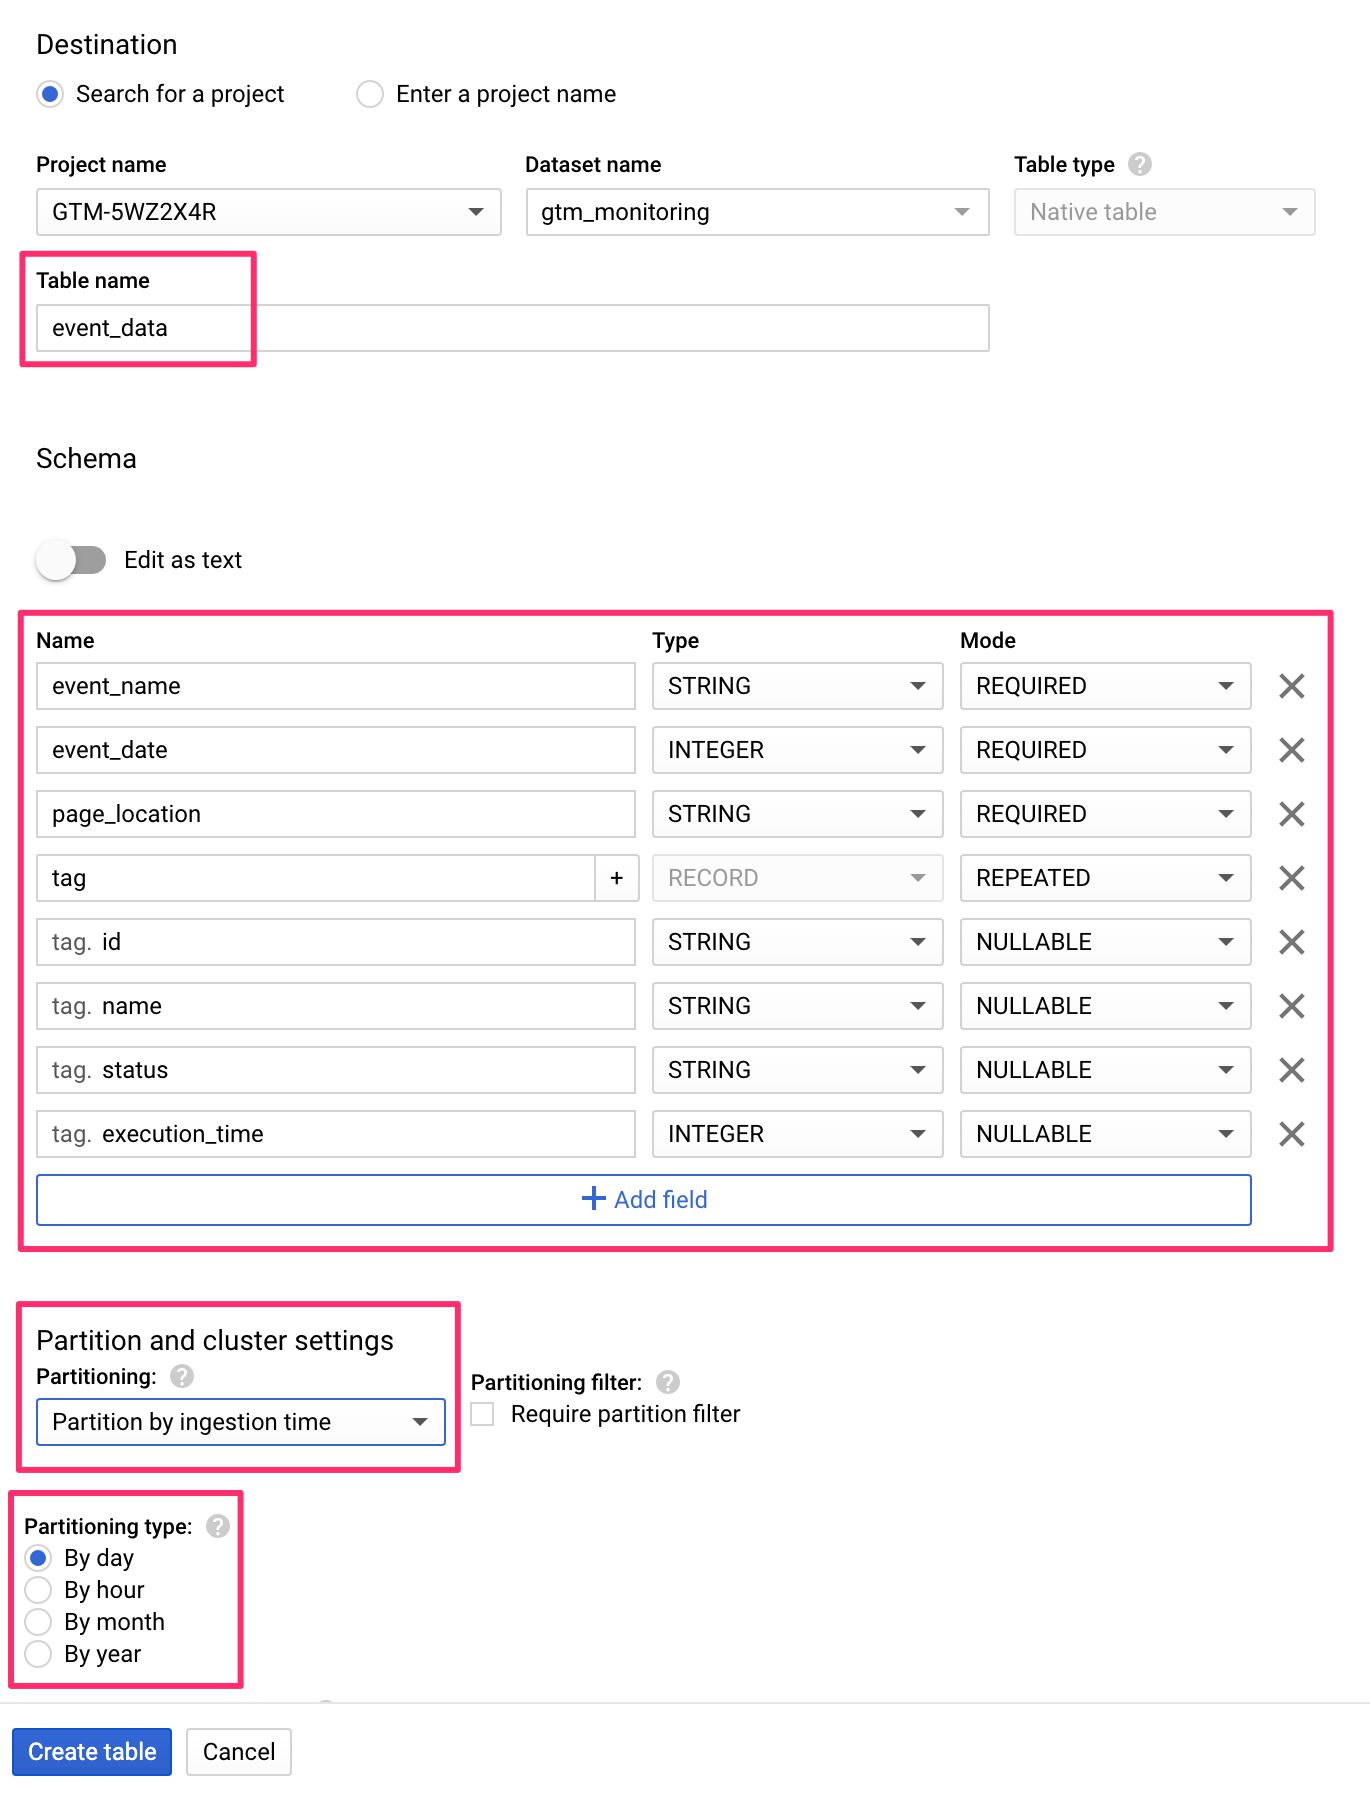 Destination
Search for a project Enter a project name
Project name Dataset name Table type ?
GTM-5WZ2X4R gtm_monitoring Native table
Table name
event_data
Schema
Edit as text
Name Type Mode
event_name STRING REQUIRED
event_date INTEGER REQUIRED
page_location STRING REQUIRED
tag + RECORD REPEATED
tag. id STRING NULLABLE
tag. name STRING NULLABLE
tag. status STRING NULLABLE
tag. execution_time INTEGER NULLABLE
+ Add field
Partition and cluster settings
Partitioning: ? Partitioning filter: ?
Partition by ingestion time Require partition filter
Partitioning type: ?
By day
By hour
By month
By year
Create table Cancel